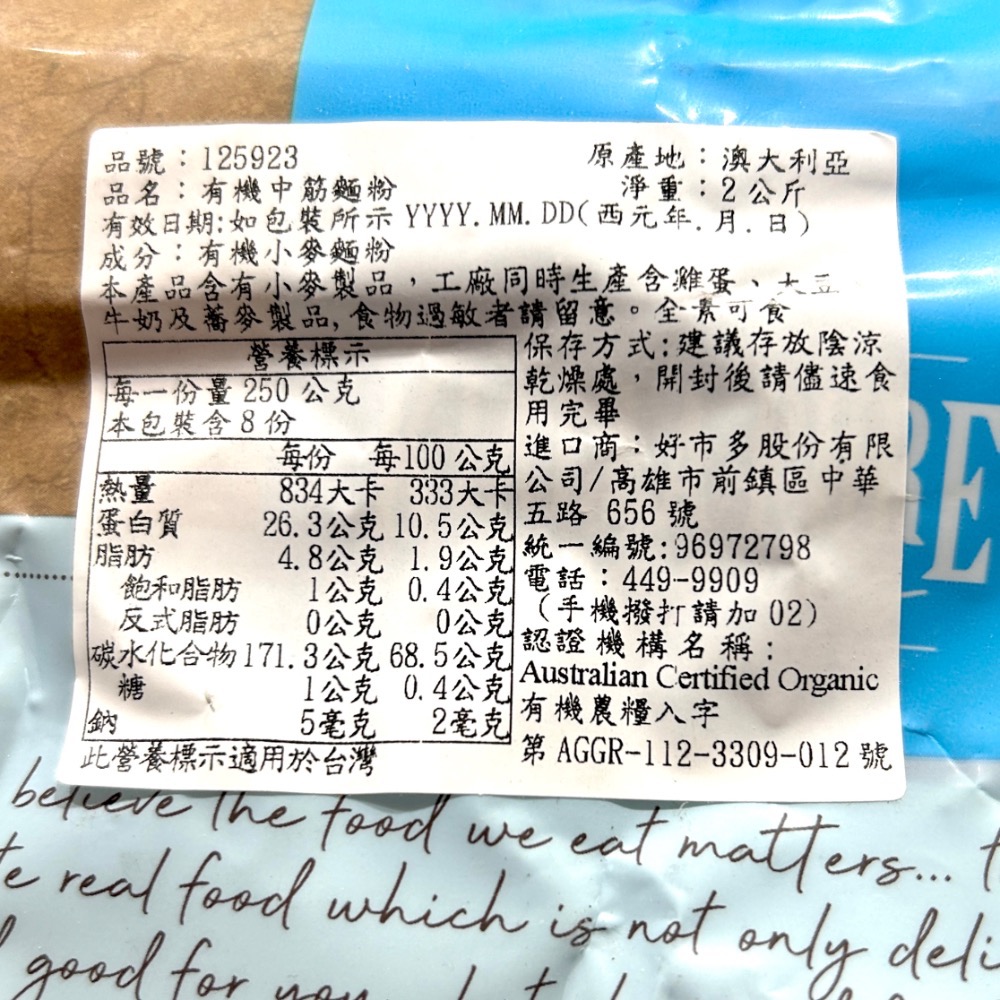 品號：125923
原產地：澳大利亞
品名：有機中筋麵粉
淨重：2公斤
有效日期:如包裝所示 YYYY.MM.DD(西元年.月.日)
成分：有機小麥麵粉
本產品含有小麥製品，工廠同時生產含雞蛋、大豆
牛奶及蕎麥製品,食物過敏者請留意。全素可食
營養標示
每一份量 250 公克
本包裝含 8 份
每份 每100公克
熱量 834大卡 333大卡
蛋白質 26.3公克 10.5公克
脂肪 4.8公克 1.9公克
飽和脂肪 1公克 0.4公克
反式脂肪 0公克 0公克
碳水化合物 171.3公克 68.5公克
糖 1公克 0.4公克
鈉 5毫克 2毫克
此營養標示適用於台灣
保存方式:建議存放陰涼
乾燥處，開封後請儘速食
用完畢
進口商：好市多股份有限
公司/高雄市前鎮區中華
五路 656 號
統一編號:96972798
電話：449-9909
(手機撥打請加 02)
認證機構名稱：
Australian Certified Organic
有機農糧入字
第 AGGR-112-3309-012 號
RE
believe the food we eat matters...
real food which is not only deli
good for you